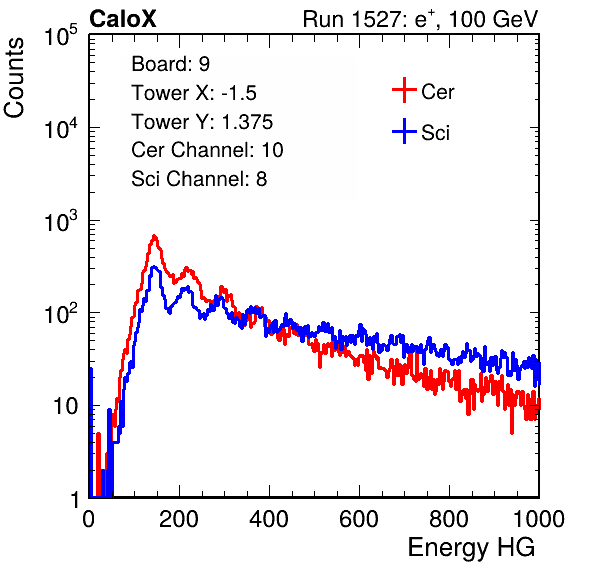 CaloX Run 1527: e⁺, 100 GeV
Counts
Board: 9
Tower X: -1.5
Tower Y: 1.375
Cer Channel: 10
Sci Channel: 8
Cer
Sci
10⁵
10⁴
10³
10²
10
1
0 200 400 600 800 1000
Energy HG